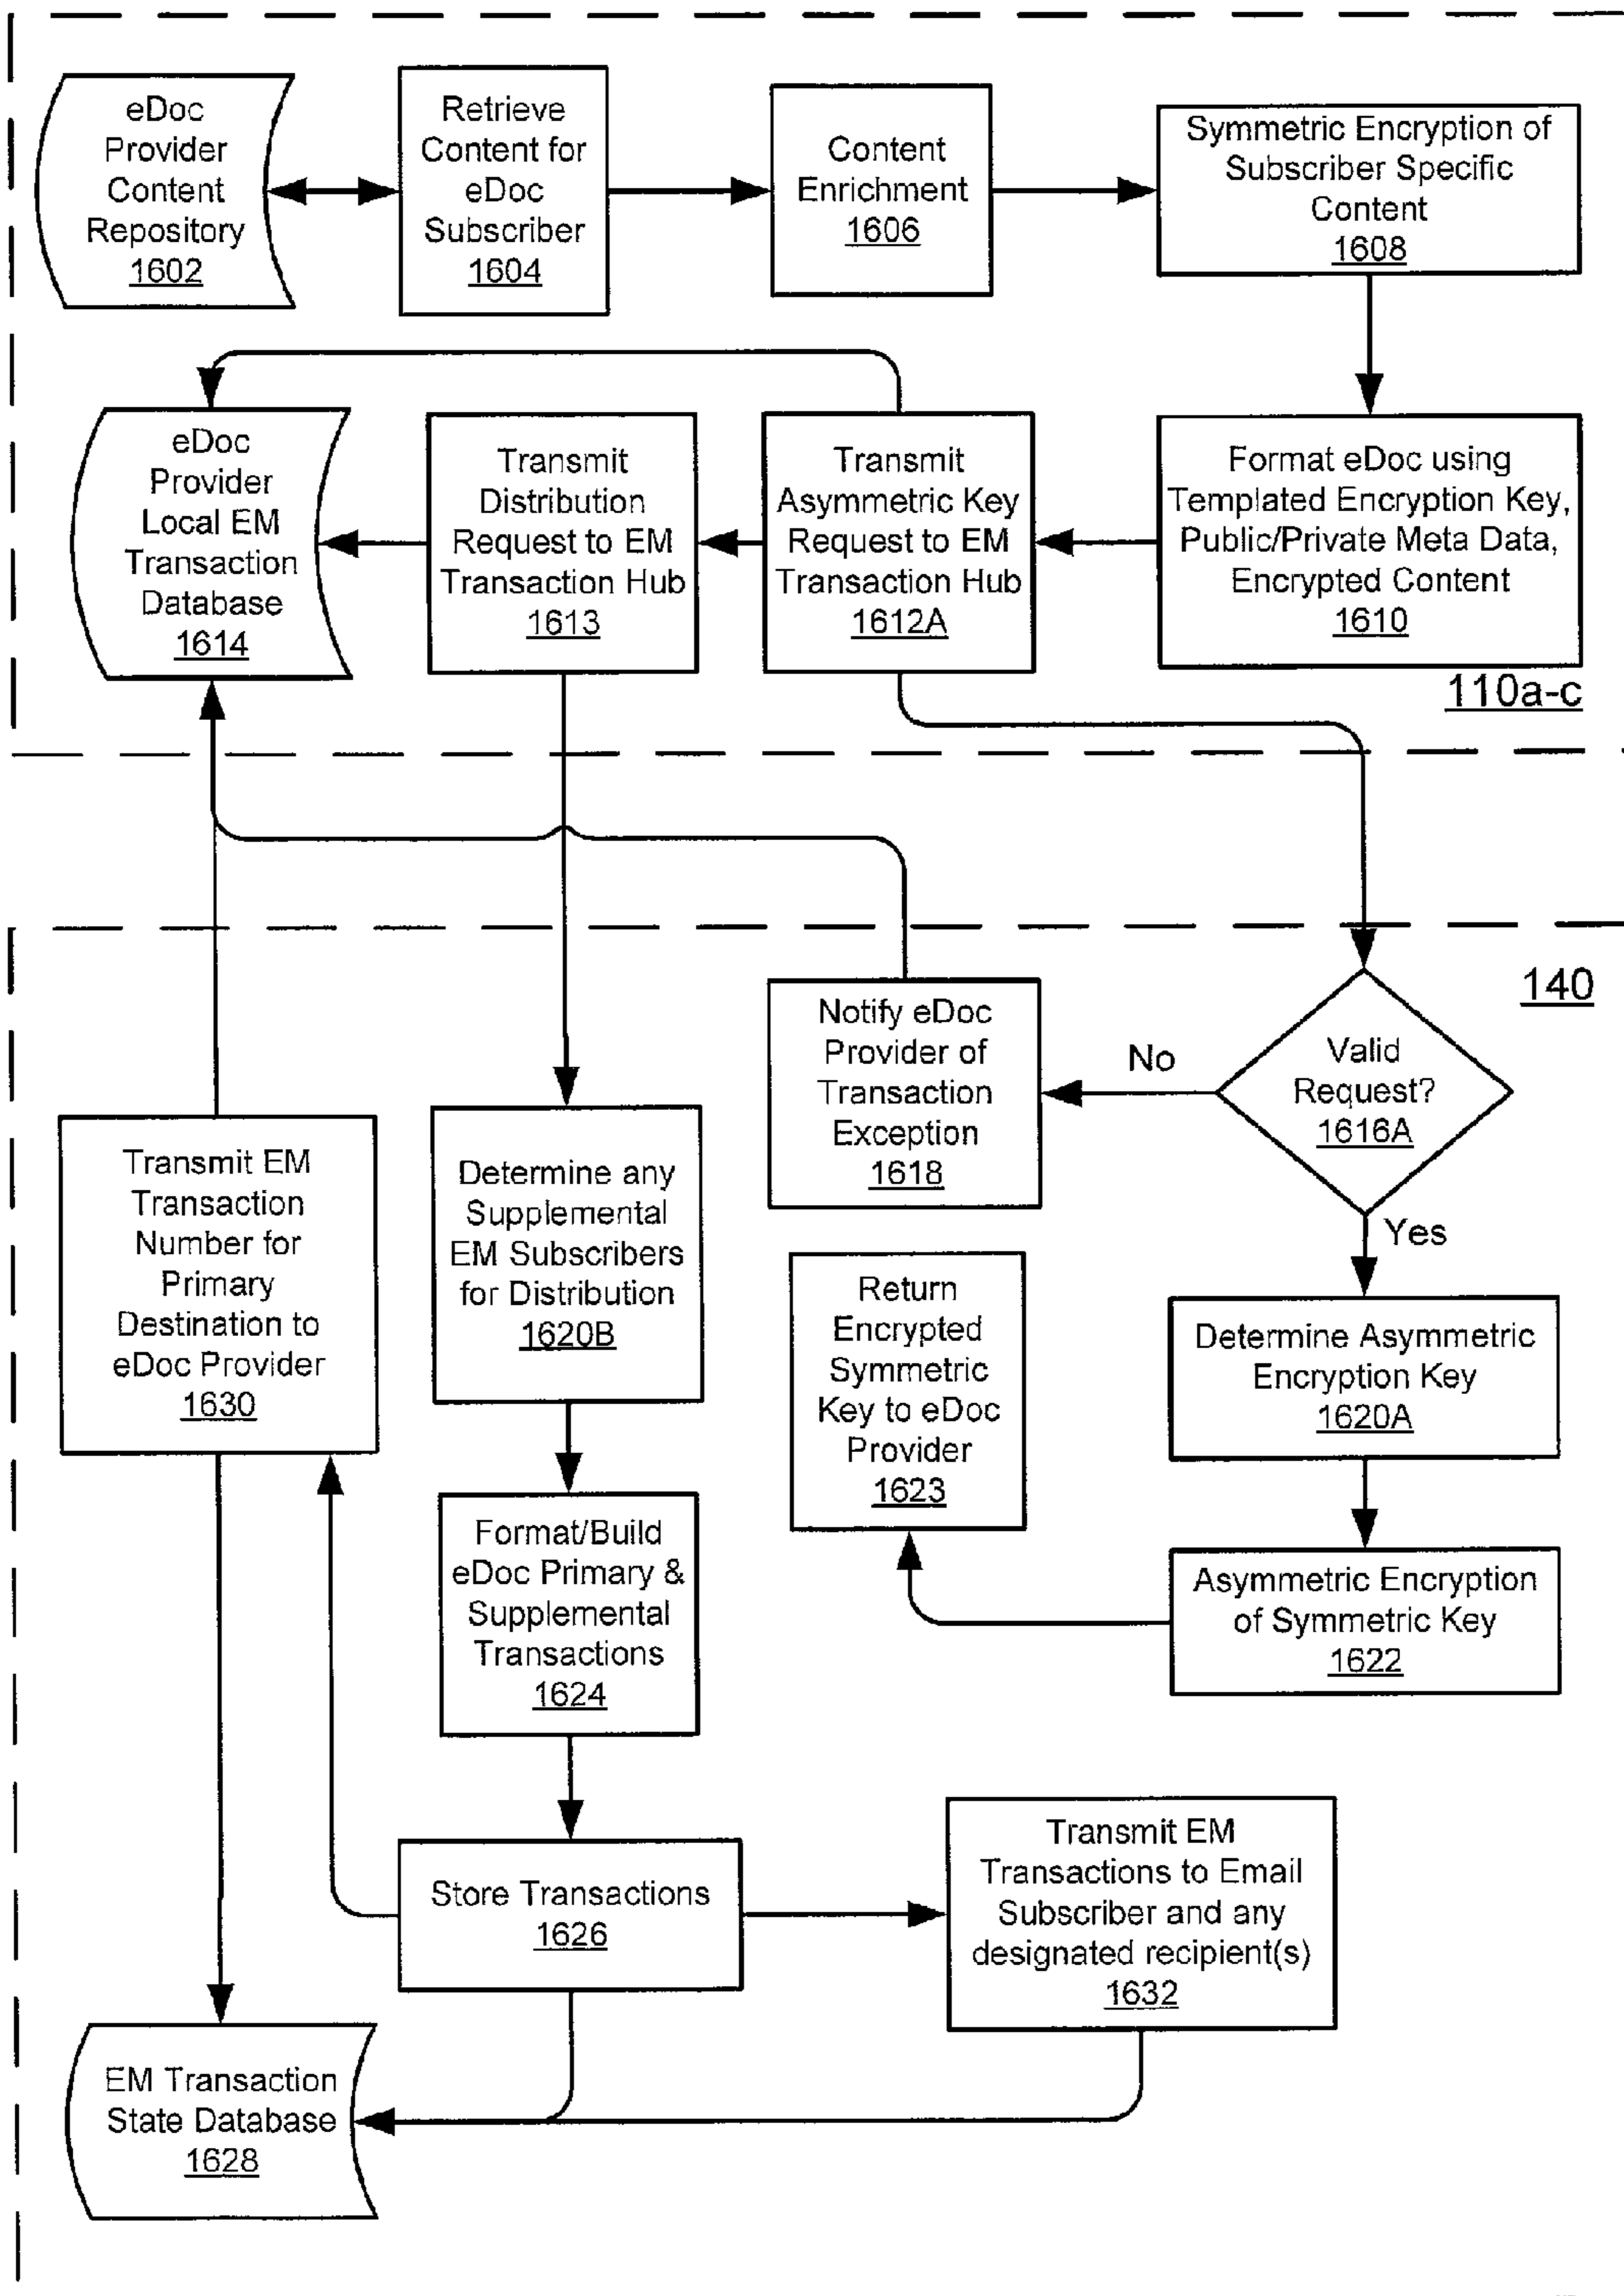 eDoc
Provider
Content
Repository
1602
Retrieve
Content for
eDoc
Subscriber
1604
Content
Enrichment
1606
Symmetric Encryption of
Subscriber Specific
Content
1608
eDoc
Provider
Local EM
Transaction
Database
1614
Transmit
Distribution
Request to EM
Transaction Hub
1613
Transmit
Asymmetric Key
Request to EM
Transaction Hub
1612A
Format eDoc using
Templated Encryption Key,
Public/Private Meta Data,
Encrypted Content
1610
110a-c
140
Notify eDoc
Provider of
Transaction
Exception
1618
No
Valid
Request?
1616A
Yes
Transmit EM
Transaction
Number for
Primary
Destination to
eDoc Provider
1630
Determine any
Supplemental
EM Subscribers
for Distribution
1620B
Return
Encrypted
Symmetric
Key to eDoc
Provider
1623
Determine Asymmetric
Encryption Key
1620A
Format/Build
eDoc Primary &
Supplemental
Transactions
1624
Asymmetric Encryption
of Symmetric Key
1622
Store Transactions
1626
Transmit EM
Transactions to Email
Subscriber and any
designated recipient(s)
1632
EM Transaction
State Database
1628